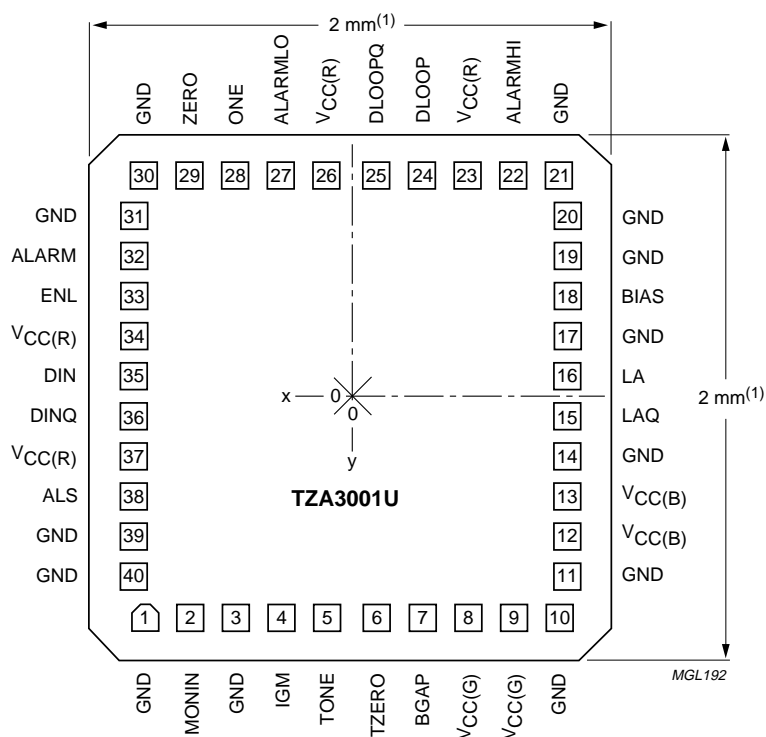 2 mm(1)
GND
ZERO
ONE
ALARMLO
VCC(R)
DLOOPQ
DLOOP
VCC(R)
ALARMHI
GND
30 29 28 27 26 25 24 23 22 21
GND 31 20 GND
ALARM 32 19 GND
ENL 33 18 BIAS
VCC(R) 34 17 GND
DIN 35 16 LA
x 0 2 mm(1)
0
DINQ 36 15 LAQ
VCC(R) 37 14 GND
y
ALS 38 13 VCC(B)
TZA3001U
GND 39 12 VCC(B)
GND 40 11 GND
1 2 3 4 5 6 7 8 9 10
GND
MONIN
GND
IGM
TONE
TZERO
BGAP
VCC(G)
VCC(G)
GND
MGL192